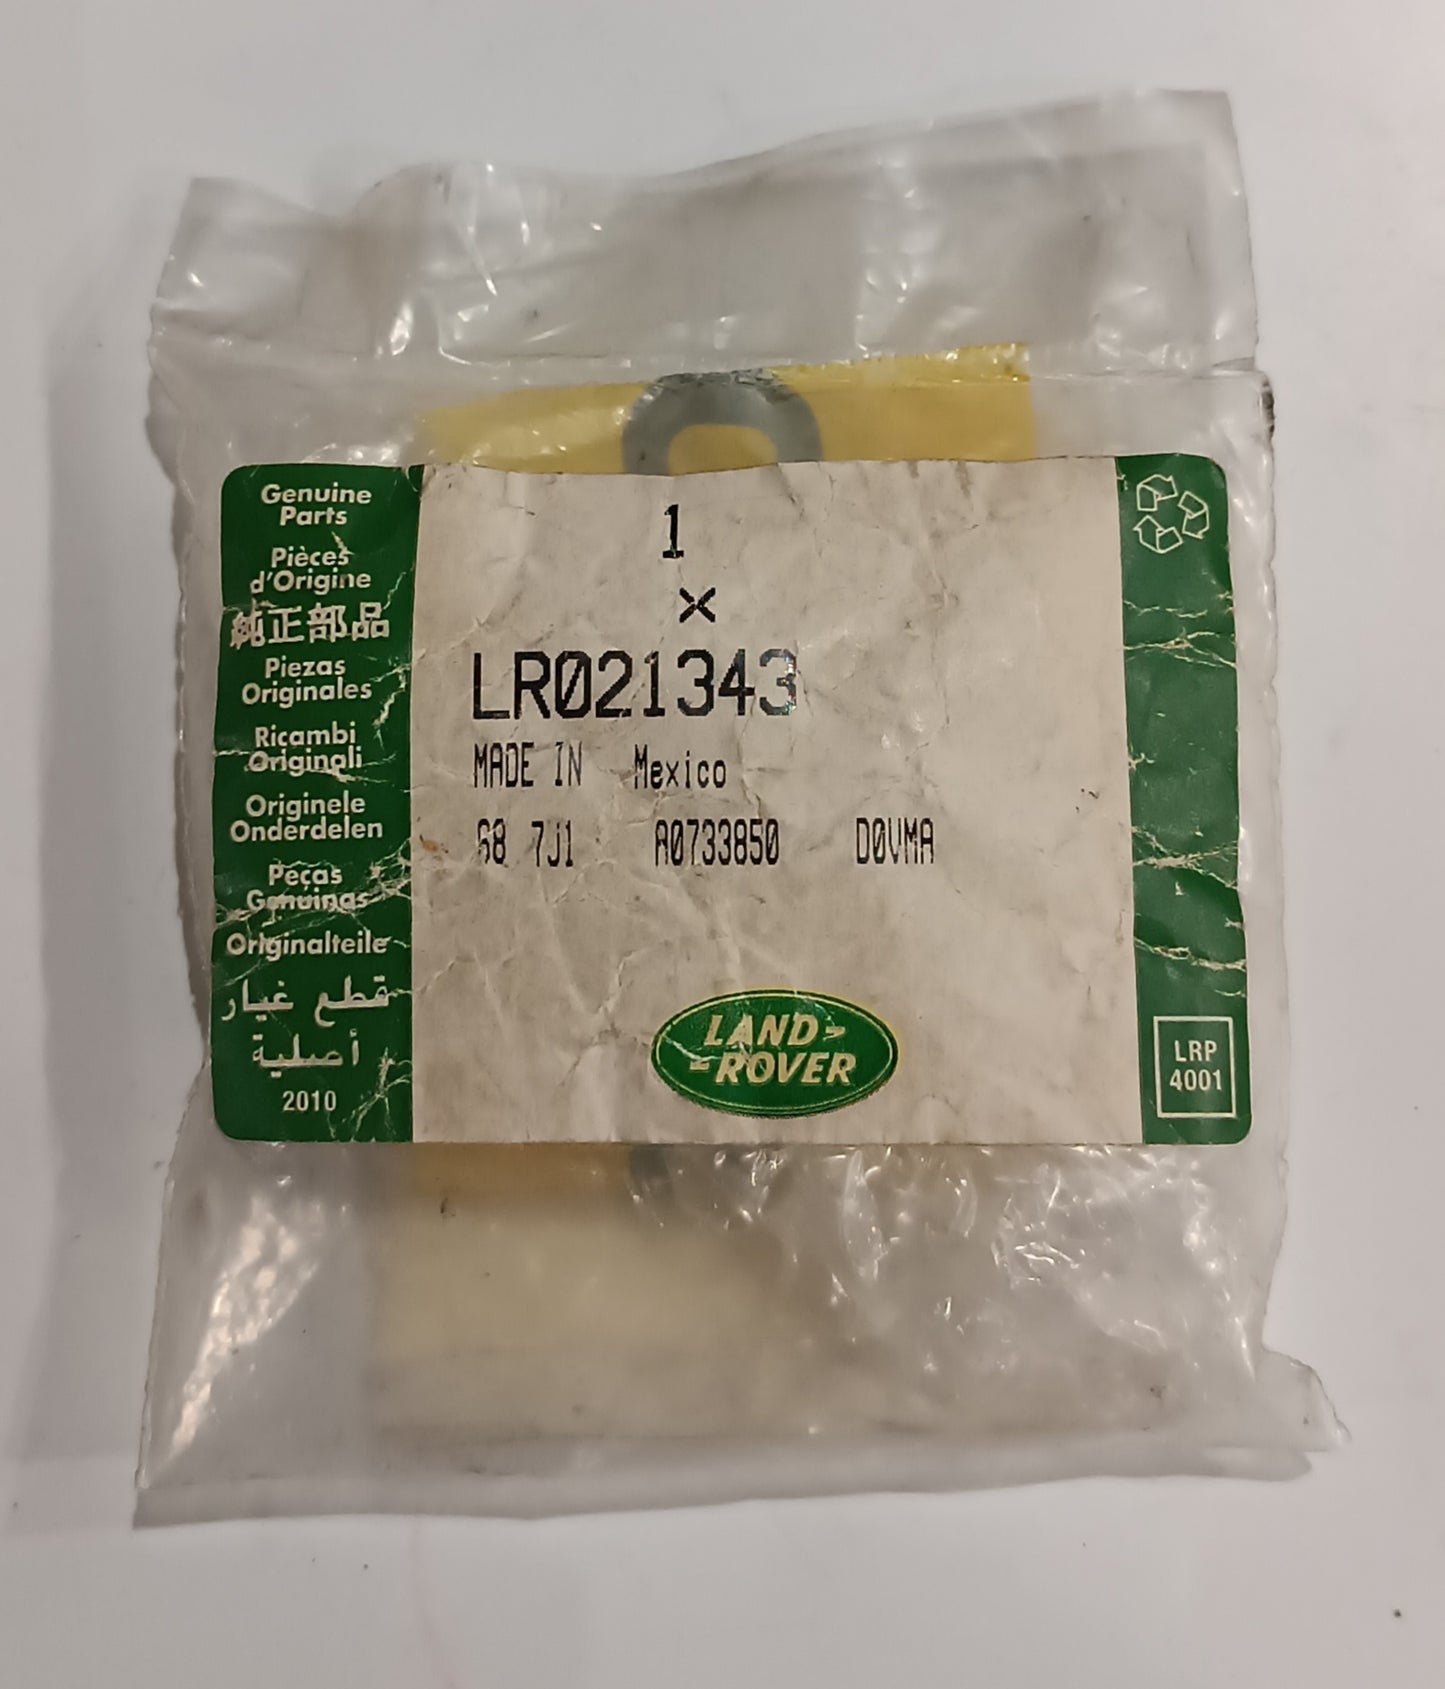 Genuine
Parts
Pièces
d'Origine
純正部品
Piezas
Originales
Ricambi
Originali
Originele
Onderdelen
Peças
Genuinas
Originalteile
قطع غيار
أصلية
2010
1
X
LR021343
MADE IN Mexico
68 7J1 A0733850 D0VMA
LAND-
-ROVER
LRP
4001